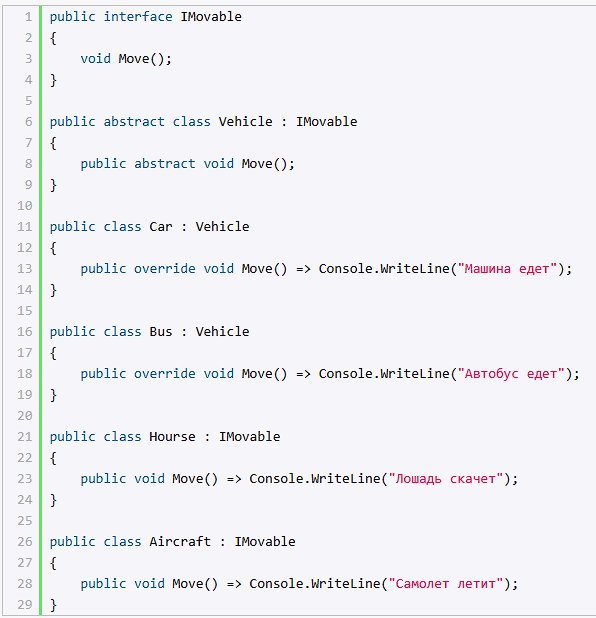 1 public interface IMovable
2 {
3     void Move();
4 }
5
6 public abstract class Vehicle : IMovable
7 {
8     public abstract void Move();
9 }
10
11 public class Car : Vehicle
12 {
13     public override void Move() => Console.WriteLine("Машина едет");
14 }
15
16 public class Bus : Vehicle
17 {
18     public override void Move() => Console.WriteLine("Автобус едет");
19 }
20
21 public class Hourse : IMovable
22 {
23     public void Move() => Console.WriteLine("Лошадь скачет");
24 }
25
26 public class Aircraft : IMovable
27 {
28     public void Move() => Console.WriteLine("Самолет летит");
29 }